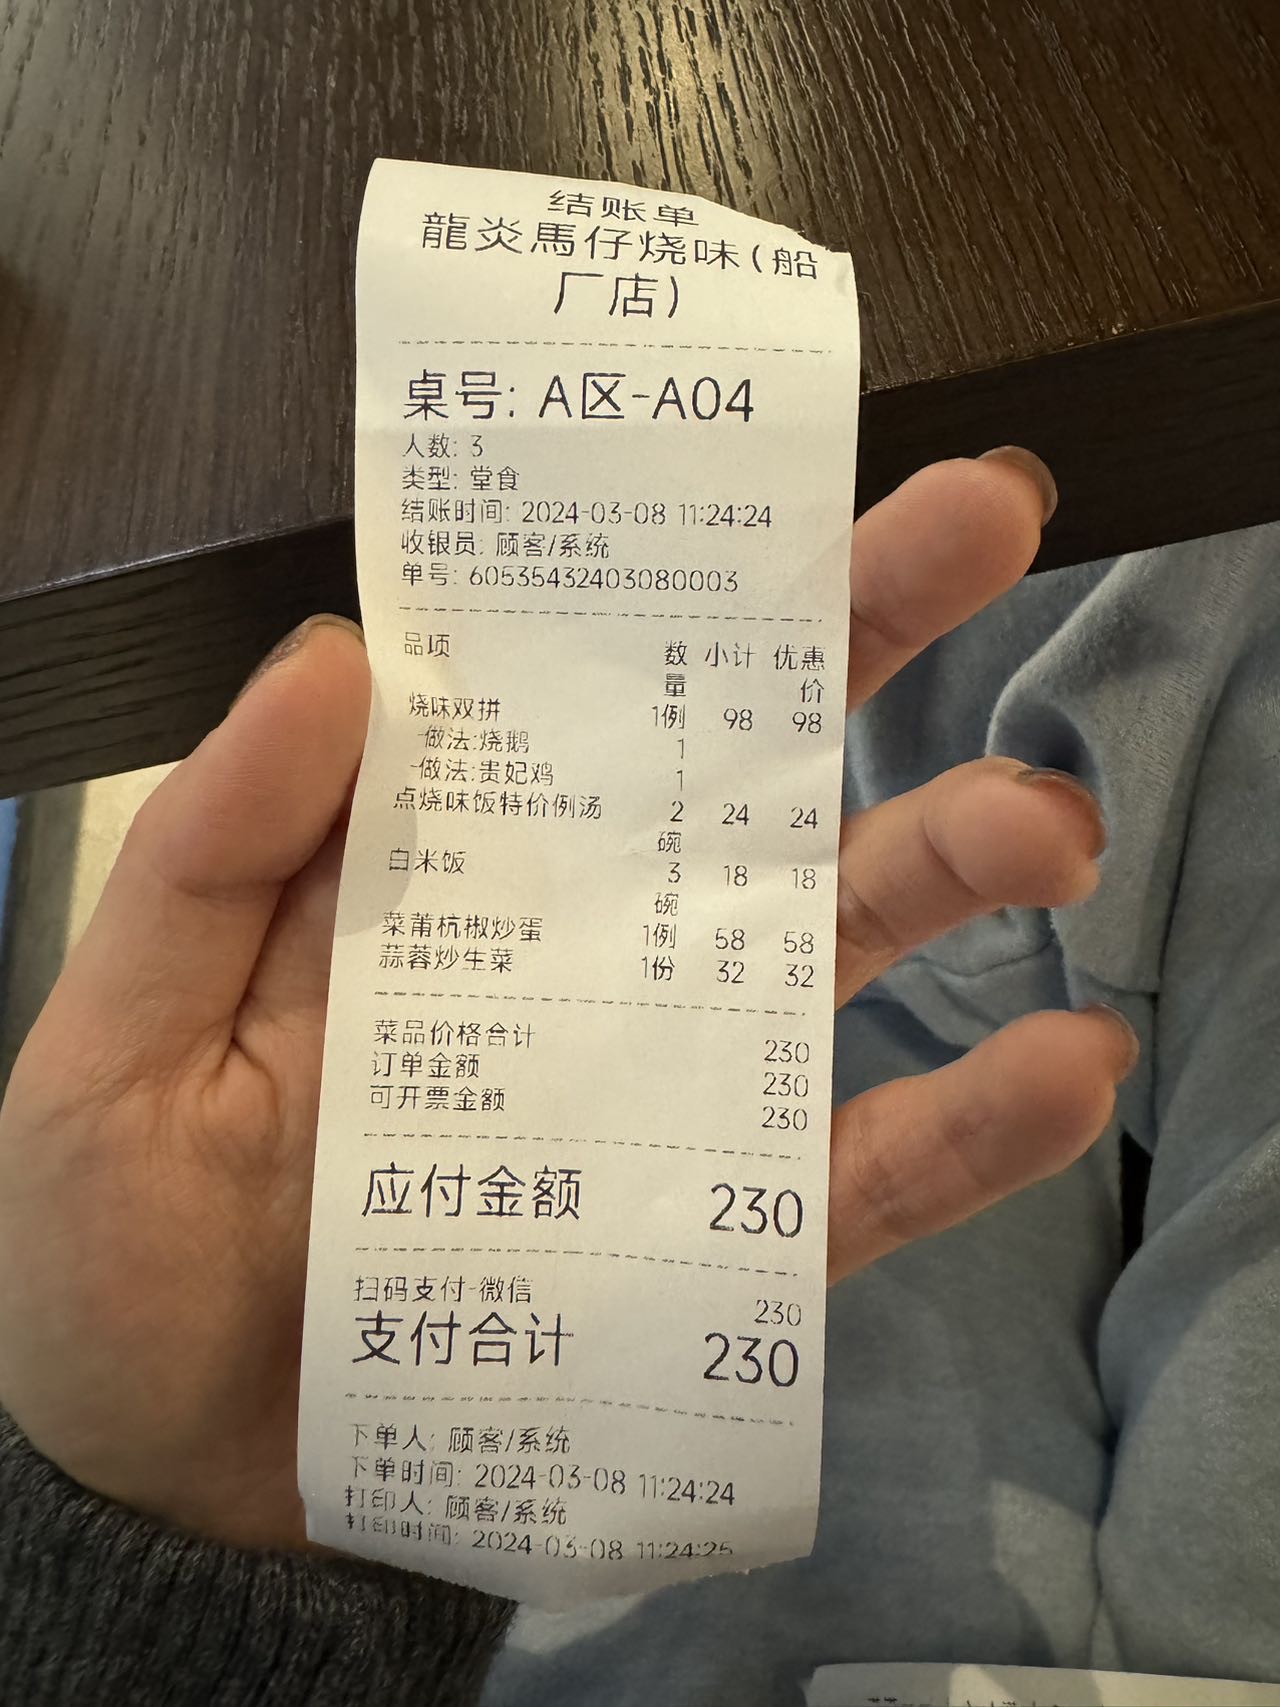 结账单
龍炎馬仔烧味(船
厂店)
桌号: A区-A04
人数: 3
类型: 堂食
结账时间: 2024-03-08 11:24:24
收银员: 顾客/系统
单号: 60535432403080003
品项 数量 小计 优惠价
烧味双拼 1例 98 98
-做法:烧鹅 1
-做法:贵妃鸡 1
点烧味饭特价例汤 2碗 24 24
白米饭 3碗 18 18
菜莆杭椒炒蛋 1例 58 58
蒜蓉炒生菜 1份 32 32
菜品价格合计 230
订单金额 230
可开票金额 230
应付金额 230
扫码支付-微信 230
支付合计 230
下单人: 顾客/系统
下单时间: 2024-03-08 11:24:24
打印人: 顾客/系统
打印时间: 2024-03-08 11:24:25